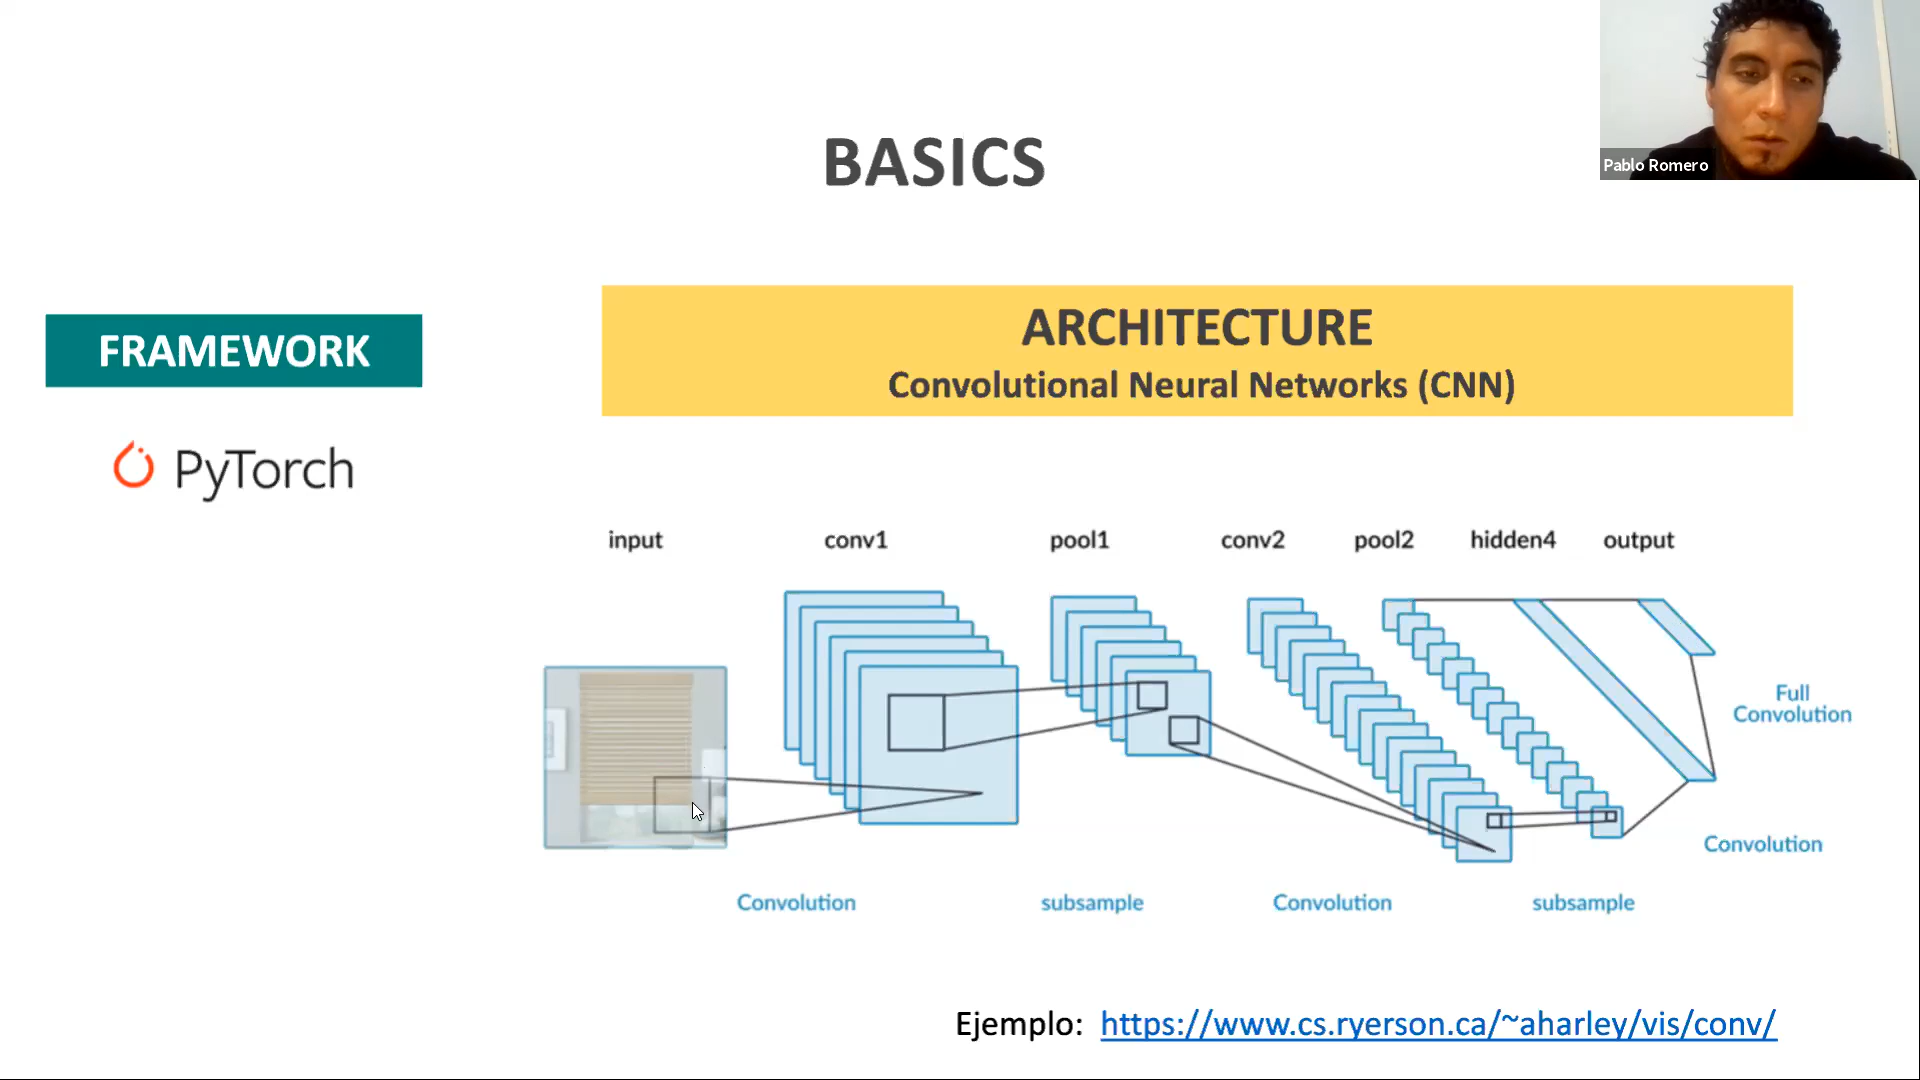 Pablo Romero
BASICS
FRAMEWORK
PyTorch
ARCHITECTURE
Convolutional Neural Networks (CNN)
input conv1 pool1 conv2 pool2 hidden4 output
Full
Convolution
Convolution
Convolution subsample Convolution subsample
Ejemplo: https://www.cs.ryerson.ca/~aharley/vis/conv/